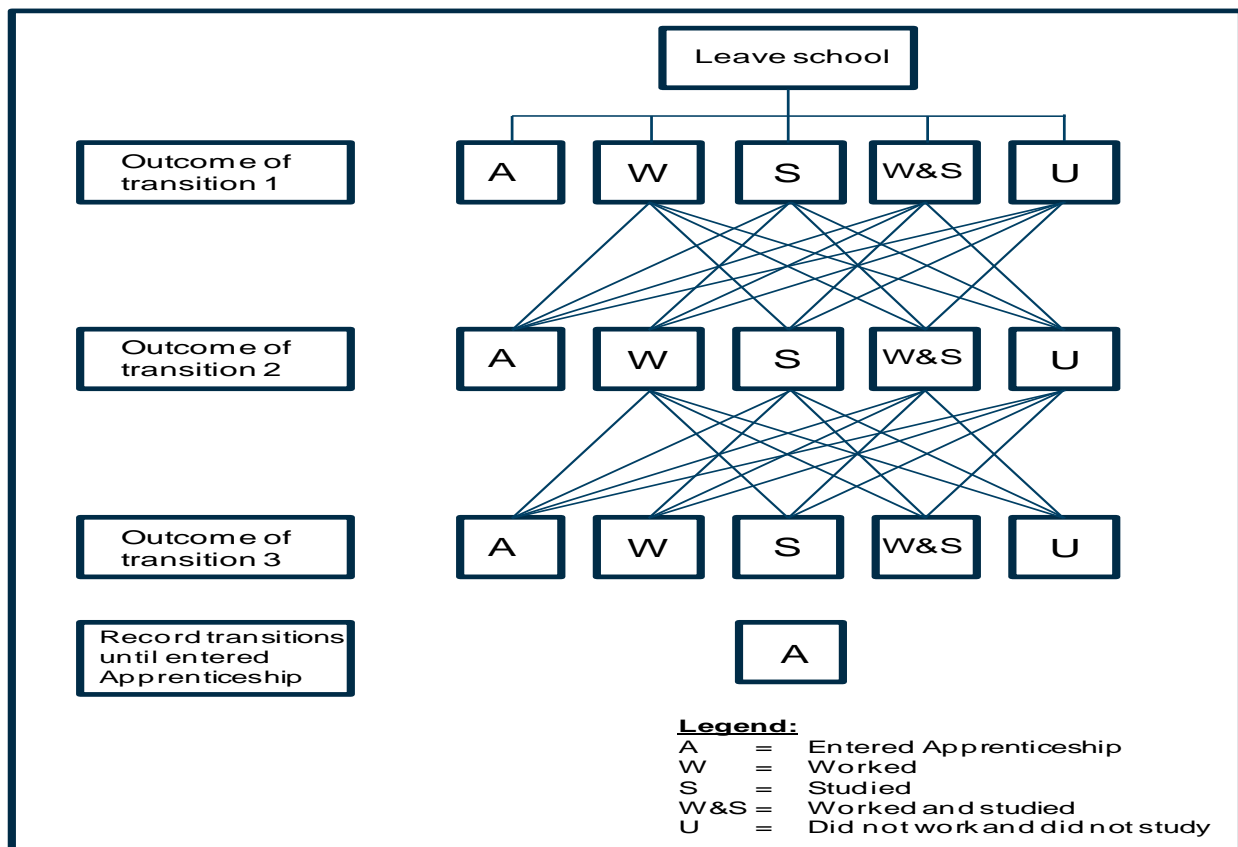 Leave school
Outcome of
transition 1
A
W
S
W&S
U
Outcome of
transition 2
A
W
S
W&S
U
Outcome of
transition 3
A
W
S
W&S
U
Record transitions
until entered
Apprenticeship
A
Legend:
A = Entered Apprenticeship
W = Worked
S = Studied
W&S = Worked and studied
U = Did not work and did not study